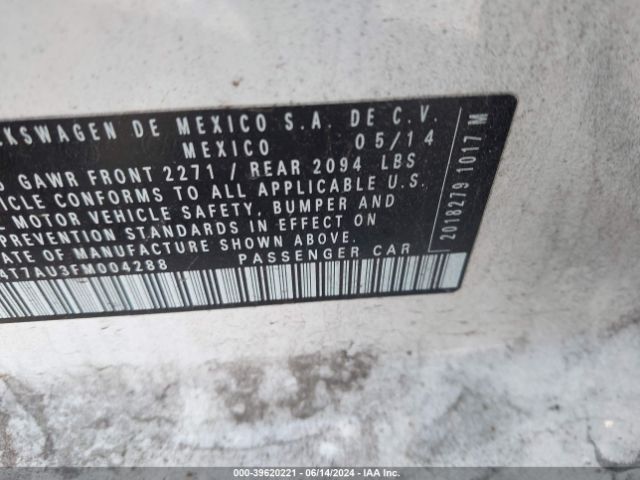 KSWAGEN DE MEXICO S.A. DE C.V.
MEXICO 05/14
GAWR FRONT 2271 / REAR 2094 LBS
ICLE CONFORMS TO ALL APPLICABLE U.S.
L MOTOR VEHICLE SAFETY, BUMPER AND
PREVENTION STANDARDS IN EFFECT ON
ATE OF MANUFACTURE SHOWN ABOVE.
4T7AU3FM004288 PASSENGER CAR
2018279 1017 M
000-39620221 | 06/14/2024 | IAA Inc.